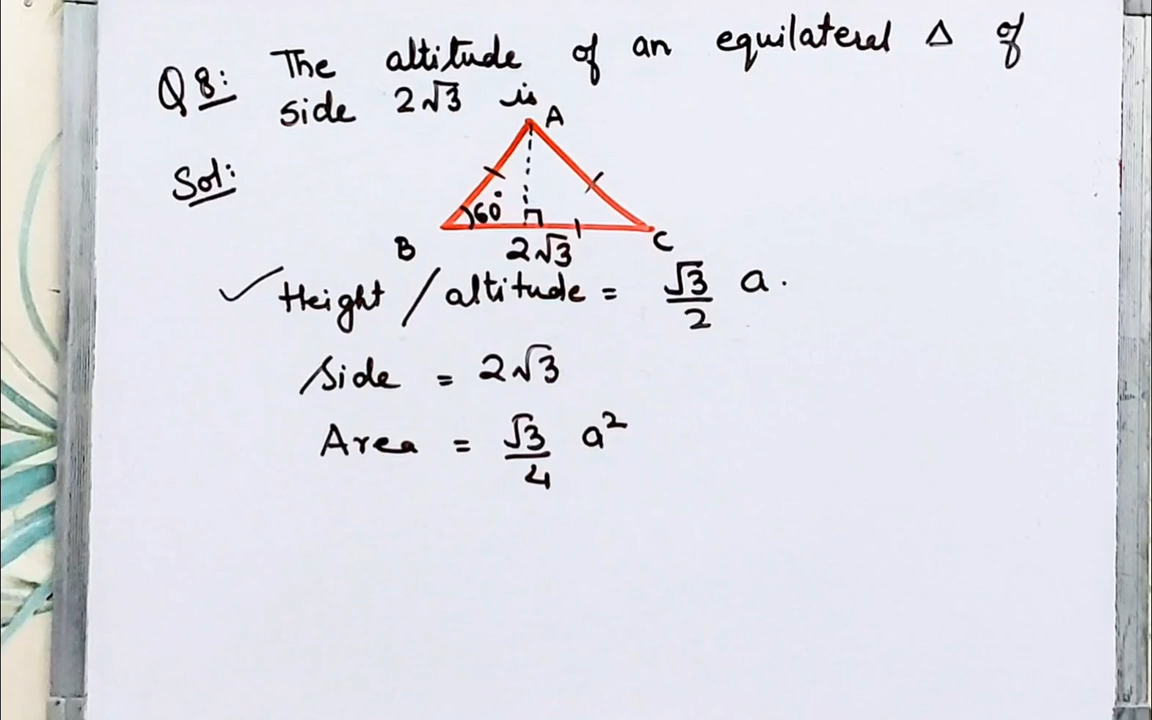 Q8: The altitude of an equilateral Δ of
side 2√3 is
A
Sol:
60°
B 2√3 C
Height / altitude = √3/2 a.
Side = 2√3
Area = √3/4 a²